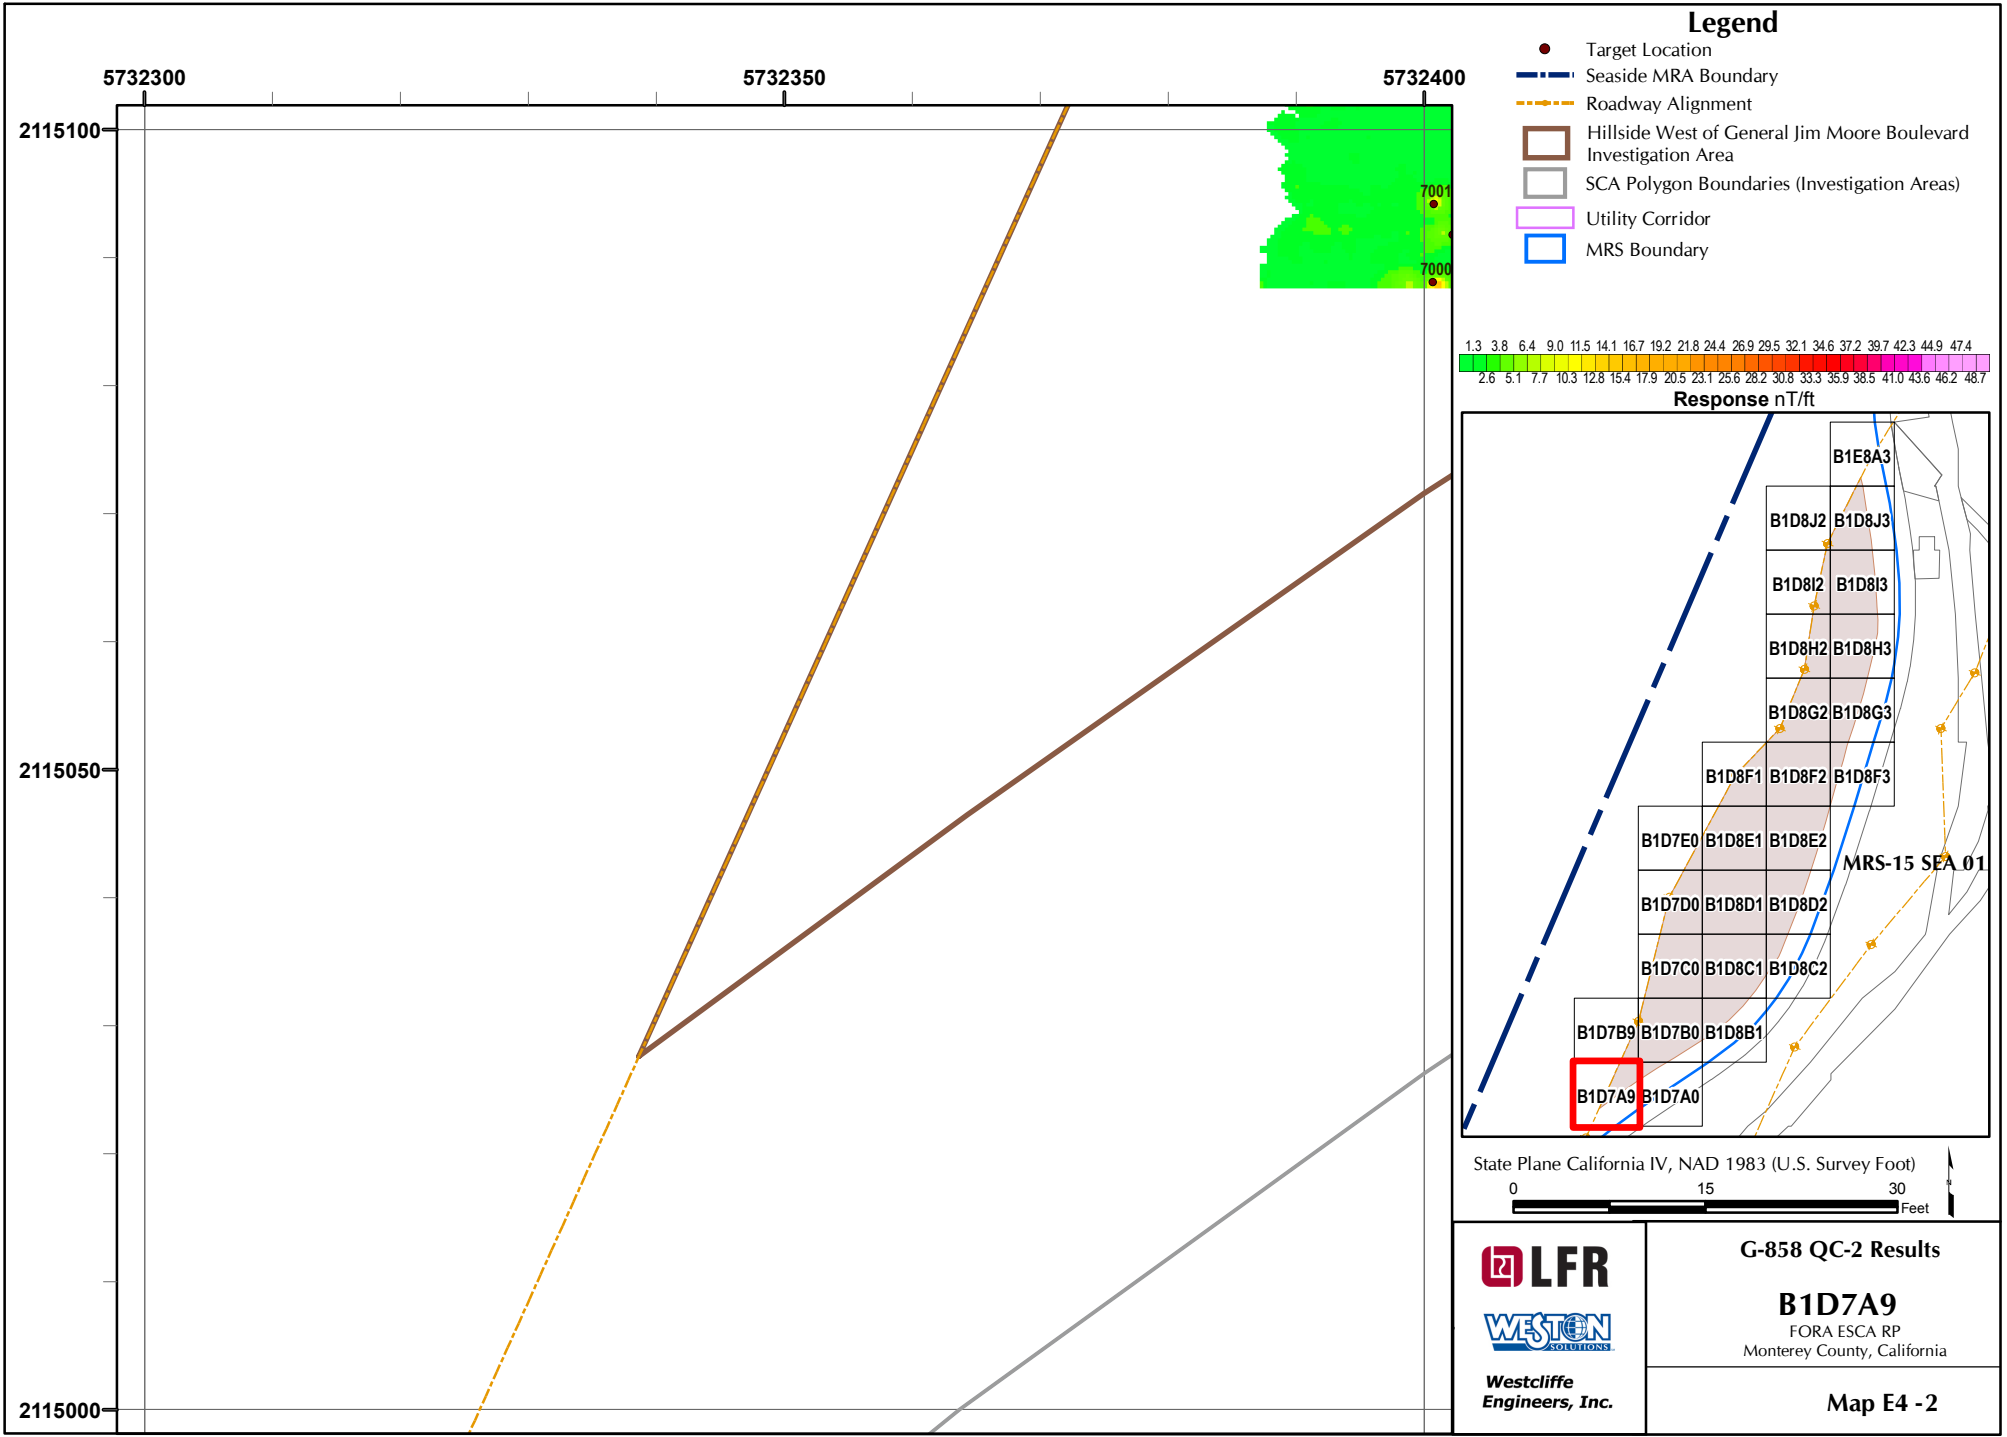 5732300
5732350
5732400
2115100
2115050
2115000
7001
7000
Legend
Target Location
Seaside MRA Boundary
Roadway Alignment
Hillside West of General Jim Moore Boulevard
Investigation Area
SCA Polygon Boundaries (Investigation Areas)
Utility Corridor
MRS Boundary
1.3 3.8 6.4 9.0 11.5 14.1 16.7 19.2 21.8 24.4 26.9 29.5 32.1 34.6 37.2 39.7 42.3 44.9 47.4
2.6 5.1 7.7 10.3 12.8 15.4 17.9 20.5 23.1 25.6 28.2 30.8 33.3 35.9 38.5 41.0 43.6 46.2 48.7
Response nT/ft
B1E8A3
B1D8J2 B1D8J3
B1D8I2 B1D8I3
B1D8H2 B1D8H3
B1D8G2 B1D8G3
B1D8F1 B1D8F2 B1D8F3
B1D7E0 B1D8E1 B1D8E2
MRS-15 SEA 01
B1D7D0 B1D8D1 B1D8D2
B1D7C0 B1D8C1 B1D8C2
B1D7B9 B1D7B0 B1D8B1
B1D7A9 B1D7A0
State Plane California IV, NAD 1983 (U.S. Survey Foot)
0 15 30
Feet
N
LFR
WESTON
SOLUTIONS
Westcliffe
Engineers, Inc.
G-858 QC-2 Results
B1D7A9
FORA ESCA RP
Monterey County, California
Map E4 -2